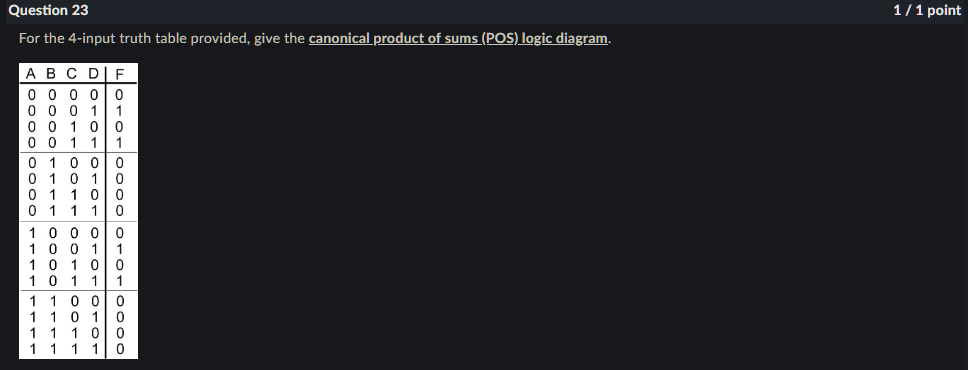 Question 23
1 / 1 point
For the 4-input truth table provided, give the canonical product of sums (POS) logic diagram.
A B C D F
0 0 0 0 0
0 0 0 1 1
0 0 1 0 0
0 0 1 1 1
0 1 0 0 0
0 1 0 1 0
0 1 1 0 0
0 1 1 1 0
1 0 0 0 0
1 0 0 1 1
1 0 1 0 0
1 0 1 1 1
1 1 0 0 0
1 1 0 1 0
1 1 1 0 0
1 1 1 1 0